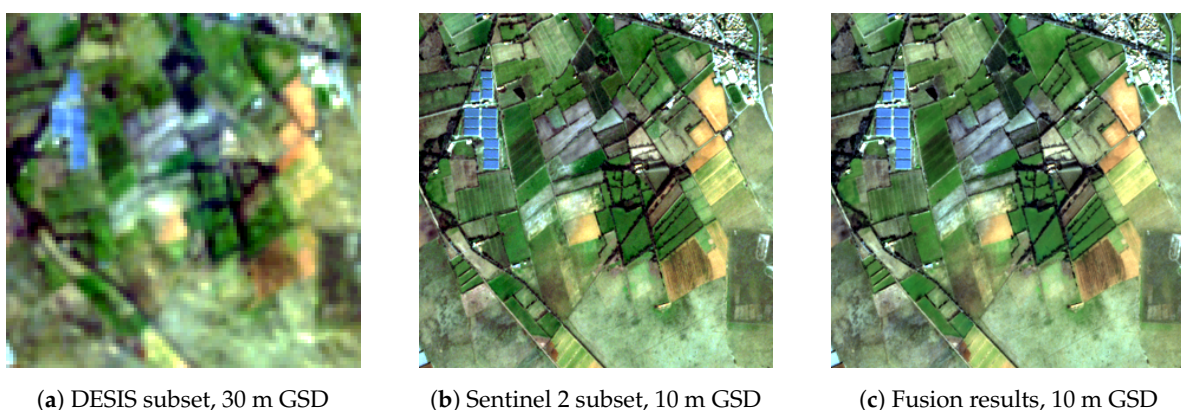 (a) DESIS subset, 30 m GSD
(b) Sentinel 2 subset, 10 m GSD
(c) Fusion results, 10 m GSD